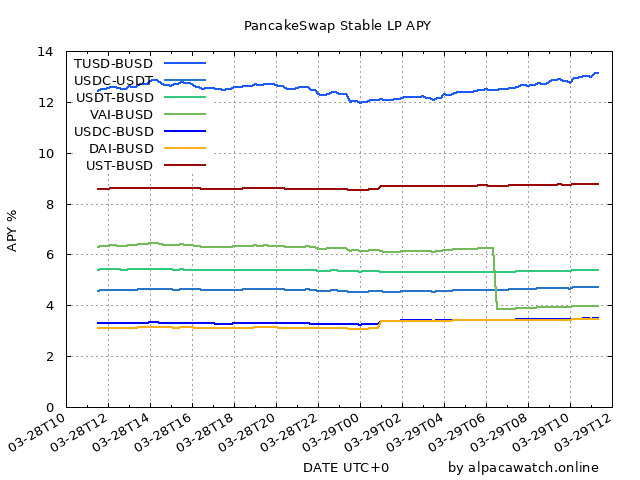 PancakeSwap Stable LP APY
14
12
10
8
6
4
2
0
APY %
TUSD-BUSD
USDC-USDT
USDT-BUSD
VAI-BUSD
USDC-BUSD
DAI-BUSD
UST-BUSD
03-28T10
03-28T12
03-28T14
03-28T16
03-28T18
03-28T20
03-28T22
03-29T00
03-29T02
03-29T04
03-29T06
03-29T08
03-29T10
03-29T12
DATE UTC+0
by alpacawatch.online